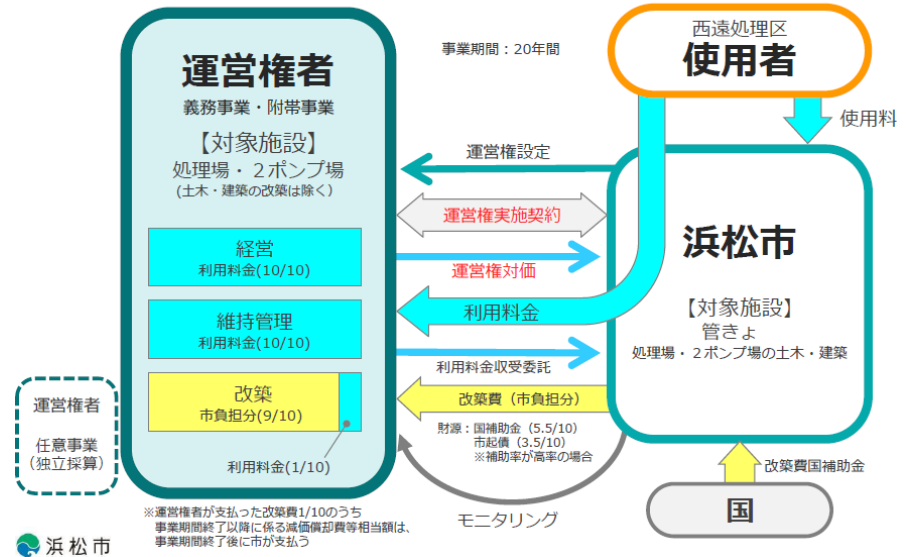 運営権者
義務事業・附帯事業
【対象施設】
処理場・２ポンプ場
(土木・建築の改築は除く)
経営
利用料金(10/10)
維持管理
利用料金(10/10)
改築
市負担分(9/10)
利用料金(1/10)
運営権者
任意事業
(独立採算)
※運営権者が支払った改築費1/10のうち
事業期間終了以降に係る減価償却費等相当額は、
事業期間終了後に市が支払う
浜松市
事業期間：20年間
運営権設定
運営権実施契約
運営権対価
利用料金
利用料金収受委託
改築費（市負担分）
財源：国補助金（5.5/10）
市起債（3.5/10）
※補助率が高率の場合
モニタリング
西遠処理区
使用者
使用料
浜松市
【対象施設】
管きょ
処理場・２ポンプ場の土木・建築
改築費国補助金
国